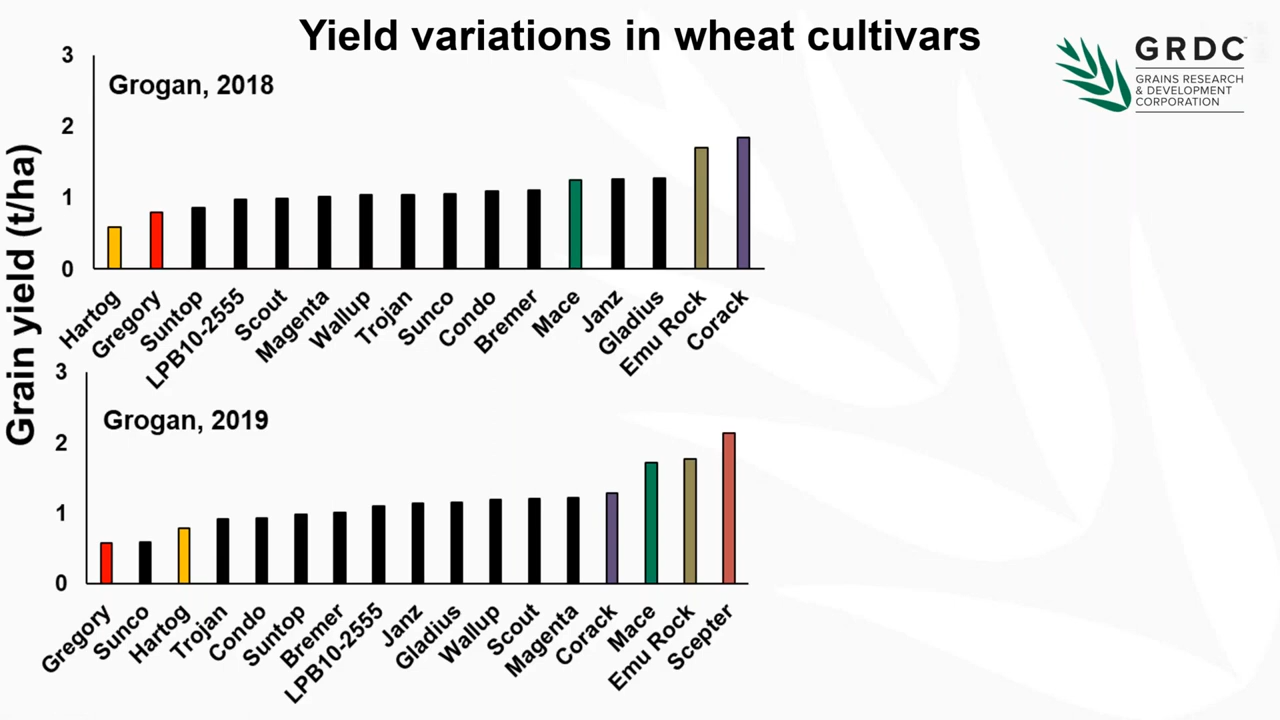 Yield variations in wheat cultivars
GRDC™
GRAINS RESEARCH
& DEVELOPMENT
CORPORATION
Grain yield (t/ha)
Grogan, 2018
3
2
1
0
Hartog
Gregory
Suntop
LPB10-2555
Scout
Magenta
Wallup
Trojan
Sunco
Condo
Bremer
Mace
Janz
Gladius
Emu Rock
Corack
Grogan, 2019
3
2
1
0
Gregory
Sunco
Hartog
Trojan
Condo
Suntop
Bremer
LPB10-2555
Janz
Gladius
Wallup
Scout
Magenta
Corack
Mace
Emu Rock
Scepter